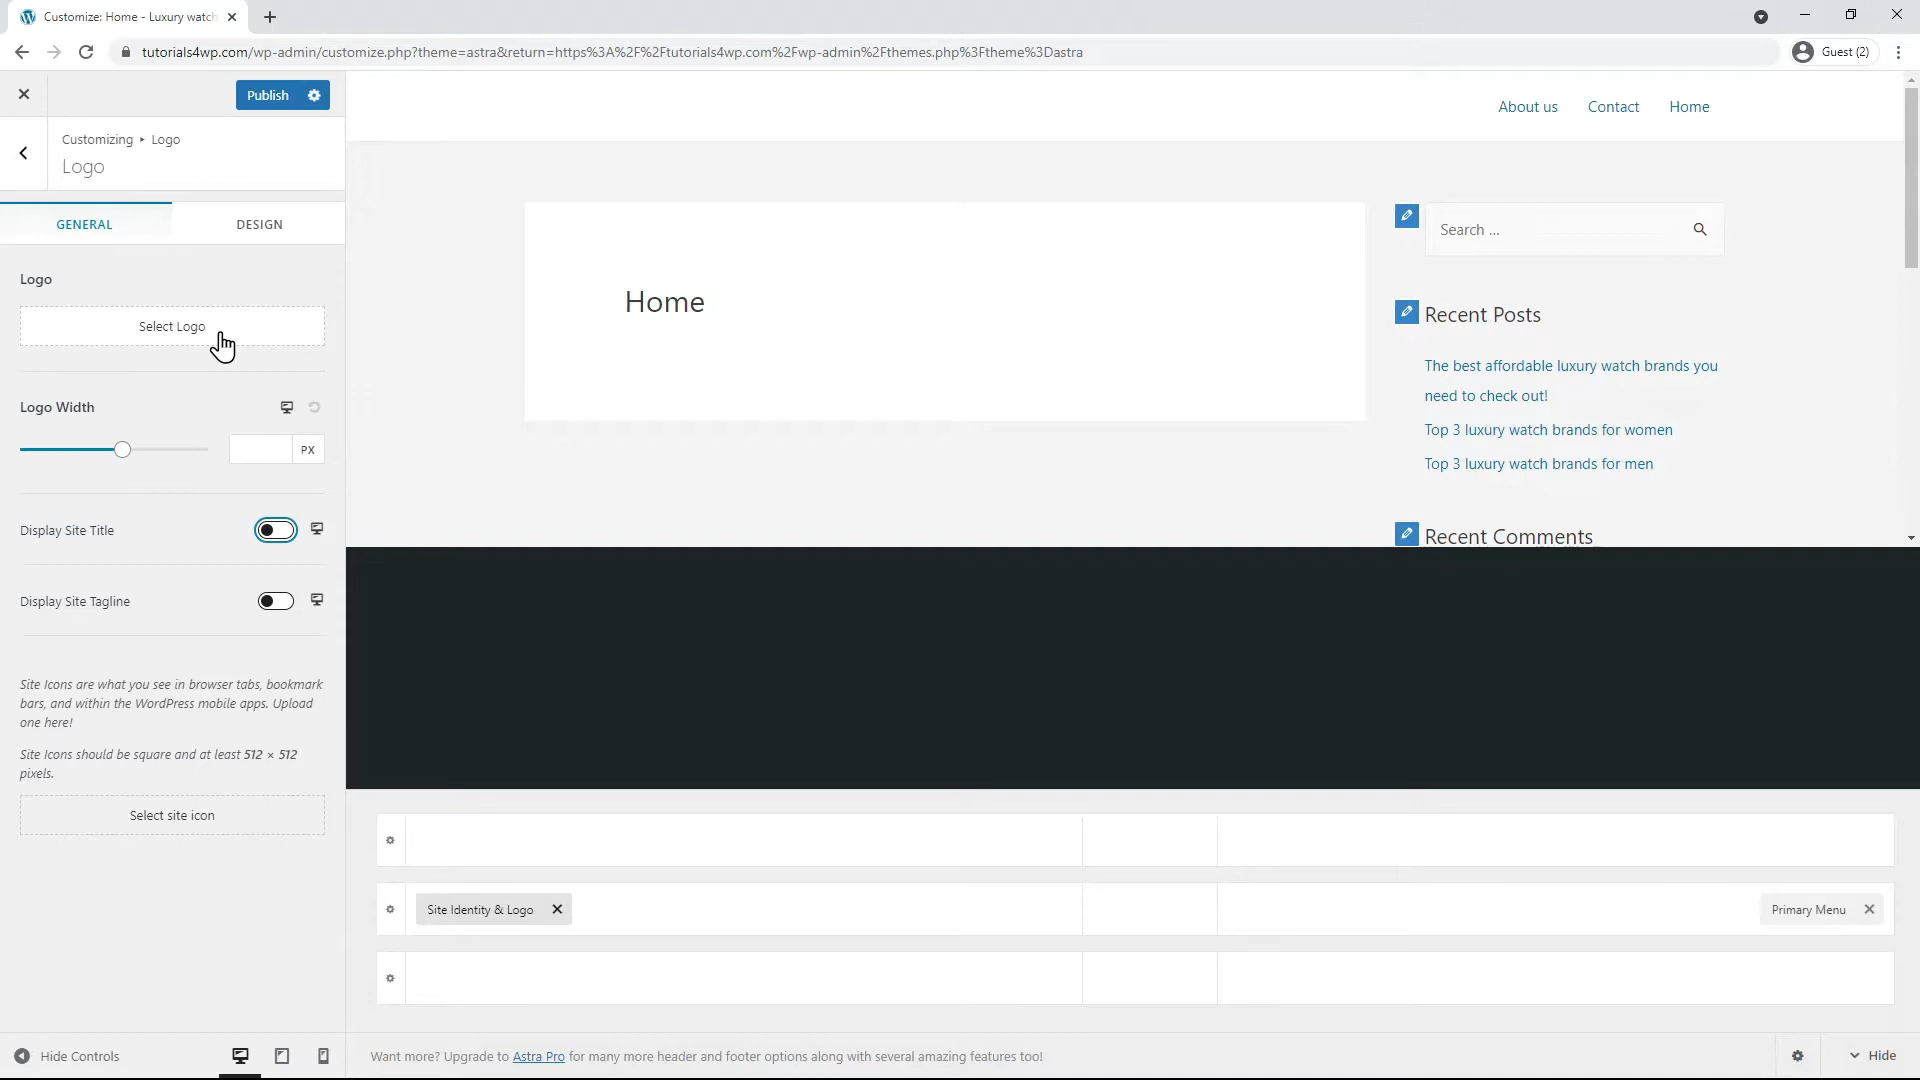 Customize: Home - Luxury watch
tutorials4wp.com/wp-admin/customize.php?theme=astra&return=https%3A%2F%2Ftutorials4wp.com%2Fwp-admin%2Fthemes.php%3Ftheme%3Dastra
Guest (2)
Publish
Customizing ▸ Logo
Logo
GENERAL
DESIGN
Logo
Select Logo
Logo Width
PX
Display Site Title
Display Site Tagline
Site Icons are what you see in browser tabs, bookmark
bars, and within the WordPress mobile apps. Upload
one here!
Site Icons should be square and at least 512 × 512
pixels.
Select site icon
Hide Controls
About us
Contact
Home
Home
Search ...
Recent Posts
The best affordable luxury watch brands you
need to check out!
Top 3 luxury watch brands for women
Top 3 luxury watch brands for men
Recent Comments
Site Identity & Logo
Primary Menu
Want more? Upgrade to Astra Pro for many more header and footer options along with several amazing features too!
Hide